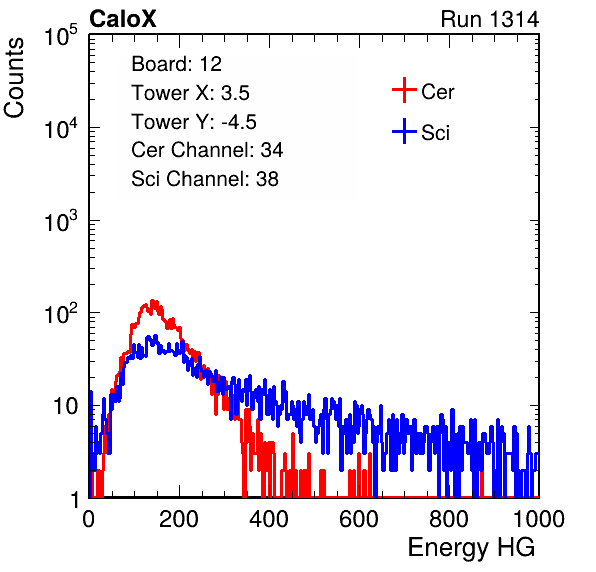 CaloX Run 1314
Counts
10^5
10^4
10^3
10^2
10
1
Board: 12
Tower X: 3.5
Tower Y: -4.5
Cer Channel: 34
Sci Channel: 38
Cer
Sci
0 200 400 600 800 1000
Energy HG